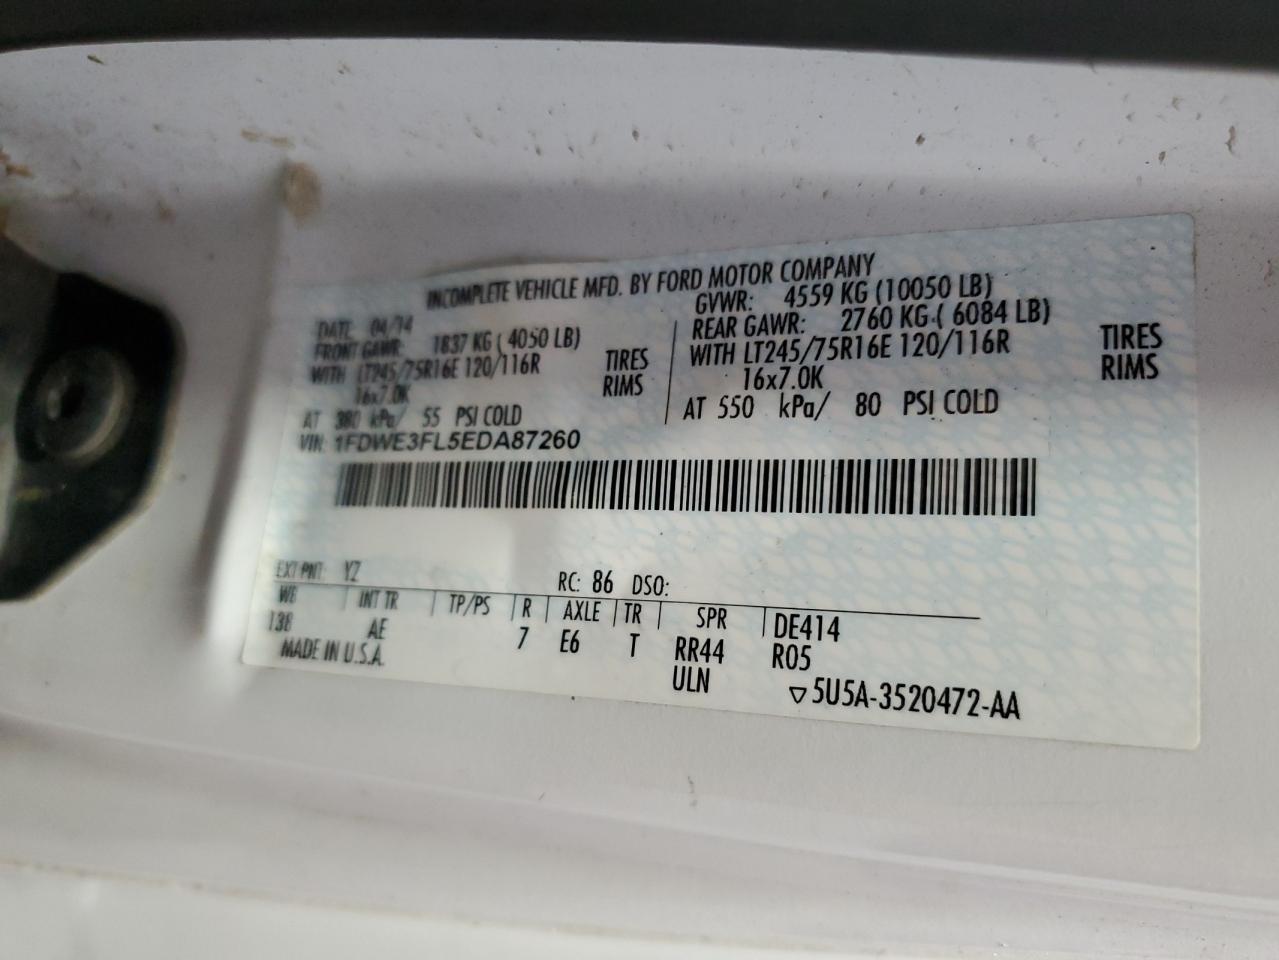 INCOMPLETE VEHICLE MFD. BY FORD MOTOR COMPANY
DATE: 04/14
GVWR: 4559 KG (10050 LB)
FRONT GAWR: 1837 KG ( 4050 LB)
WITH LT245/75R16E 120/116R TIRES
16x7.0K RIMS
AT 380 kPa/ 55 PSI COLD
REAR GAWR: 2760 KG ( 6084 LB)
WITH LT245/75R16E 120/116R TIRES
16x7.0K RIMS
AT 550 kPa/ 80 PSI COLD
VIN: 1FDWE3FL5EDA87260
EXT PNT: YZ RC: 86 DSO:
WB INT TR TP/PS R AXLE TR SPR DE414
138 AE 7 E6 T RR44 R05
MADE IN U.S.A. ULN
▽5U5A-3520472-AA